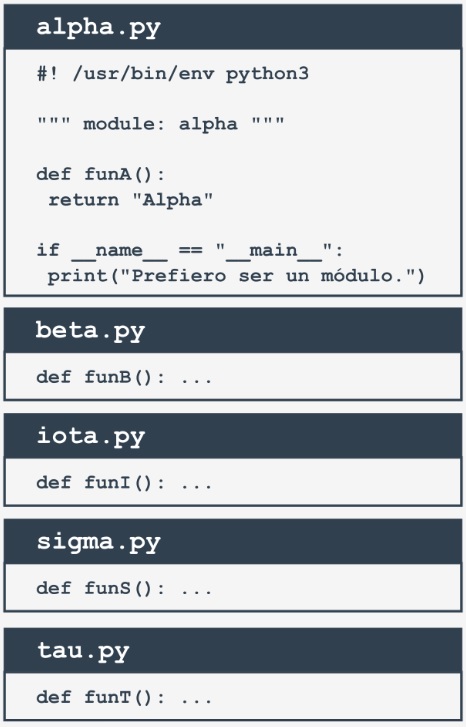 alpha.py
#! /usr/bin/env python3
""" module: alpha """
def funA():
 return "Alpha"
if __name__ == "__main__":
 print("Prefiero ser un módulo.")
beta.py
def funB(): ...
iota.py
def funI(): ...
sigma.py
def funS(): ...
tau.py
def funT(): ...